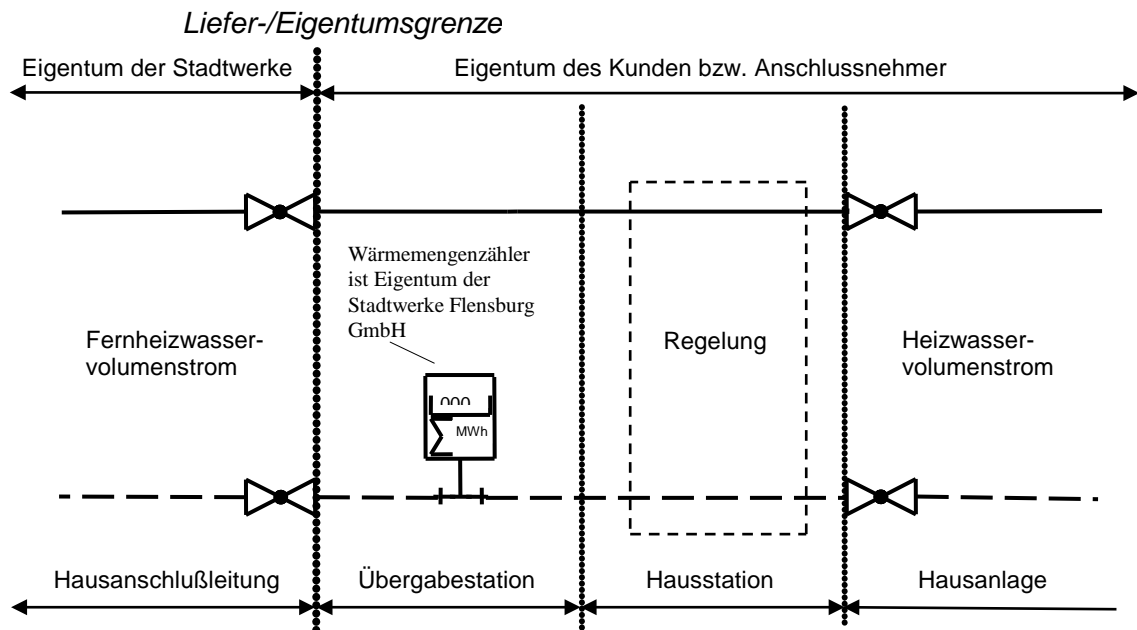 Liefer-/Eigentumsgrenze
Eigentum der Stadtwerke
Eigentum des Kunden bzw. Anschlussnehmer
Wärmemengenzähler
ist Eigentum der
Stadtwerke Flensburg
GmbH
Fernheizwasser-
volumenstrom
Regelung
Heizwasser-
volumenstrom
000
MWh
Hausanschlußleitung
Übergabestation
Hausstation
Hausanlage